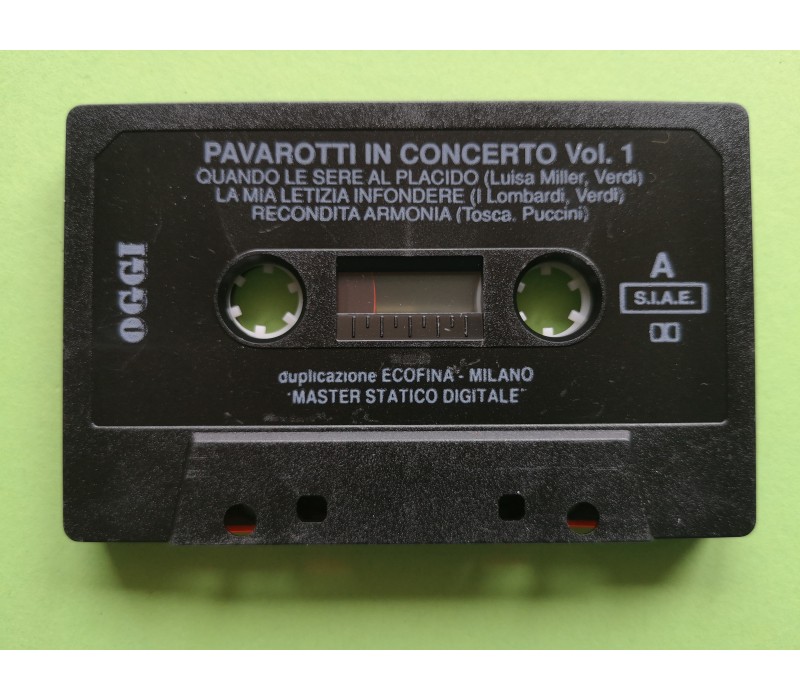 PAVAROTTI IN CONCERTO Vol. 1
QUANDO LE SERE AL PLACIDO (Luisa Miller, Verdi)
LA MIA LETIZIA INFONDERE (I Lombardi, Verdi)
RECONDITA ARMONIA (Tosca. Puccini)
OGGI
A
S.I.A.E.
duplicazione ECOFINA - MILANO
"MASTER STATICO DIGITALE"